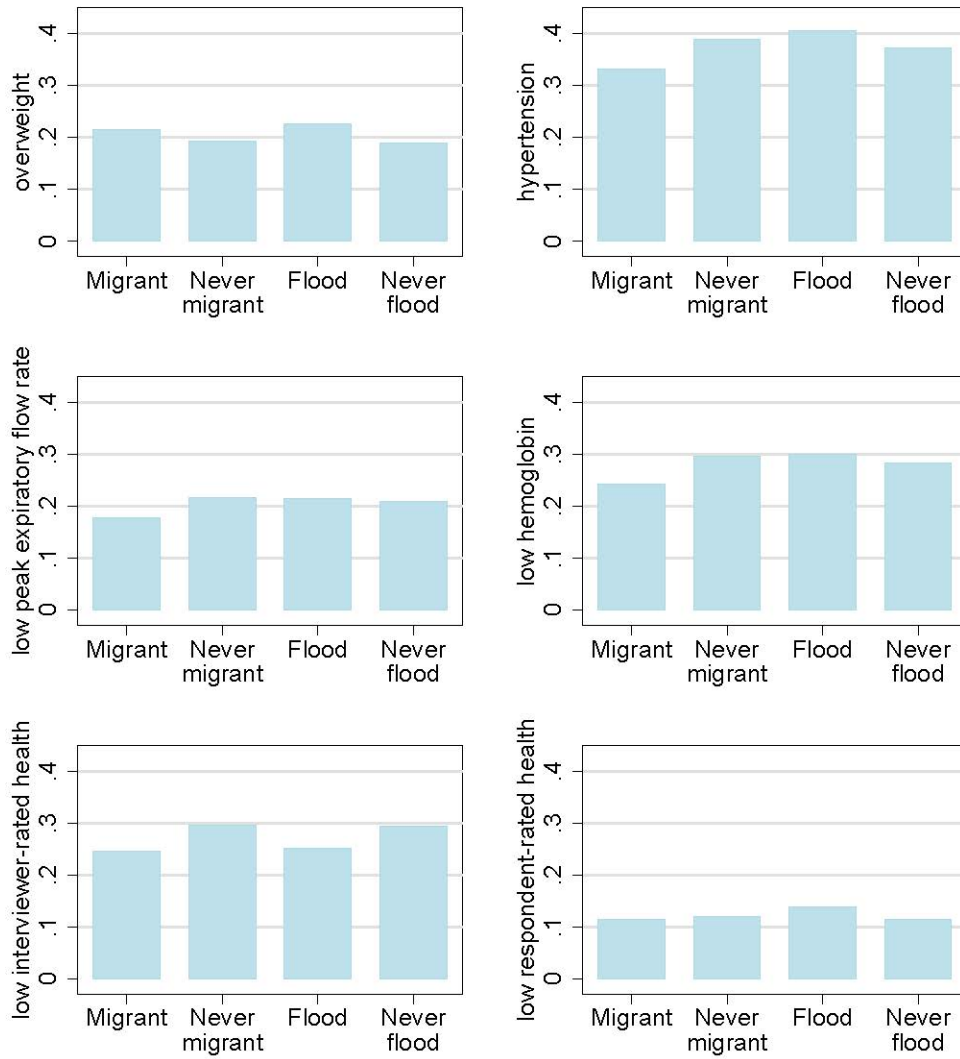 overweight
.4
.3
.2
.1
0
Migrant
Never
migrant
Flood
Never
flood
hypertension
.4
.3
.2
.1
0
Migrant
Never
migrant
Flood
Never
flood
low peak expiratory flow rate
.4
.3
.2
.1
0
Migrant
Never
migrant
Flood
Never
flood
low hemoglobin
.4
.3
.2
.1
0
Migrant
Never
migrant
Flood
Never
flood
low interviewer-rated health
.4
.3
.2
.1
0
Migrant
Never
migrant
Flood
Never
flood
low respondent-rated health
.4
.3
.2
.1
0
Migrant
Never
migrant
Flood
Never
flood